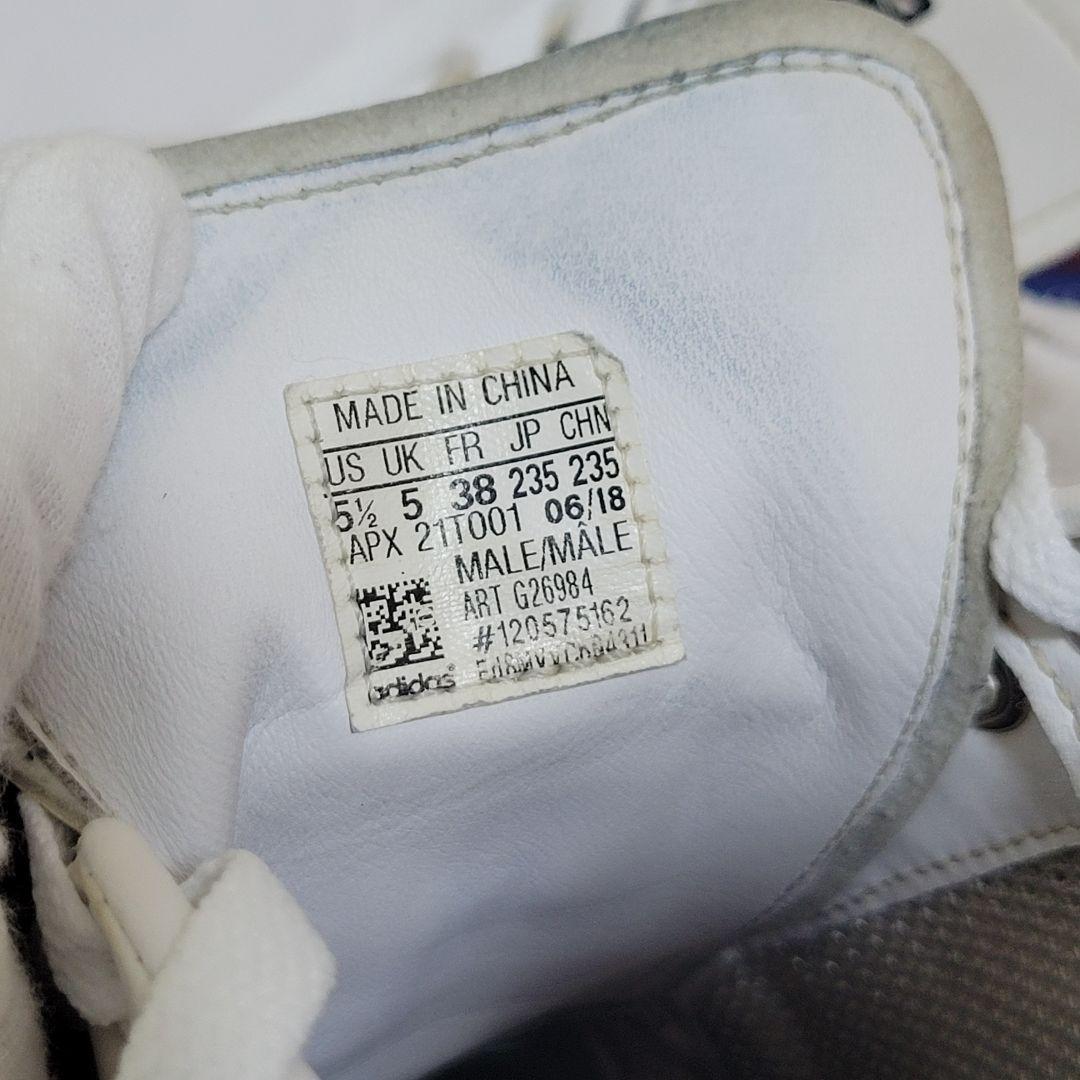 MADE IN CHINA
US UK FR JP CHN
5½ 5 38 235 235
APX 21T001 06/18
MALE/MÂLE
ART G26984
#120575162
adidas